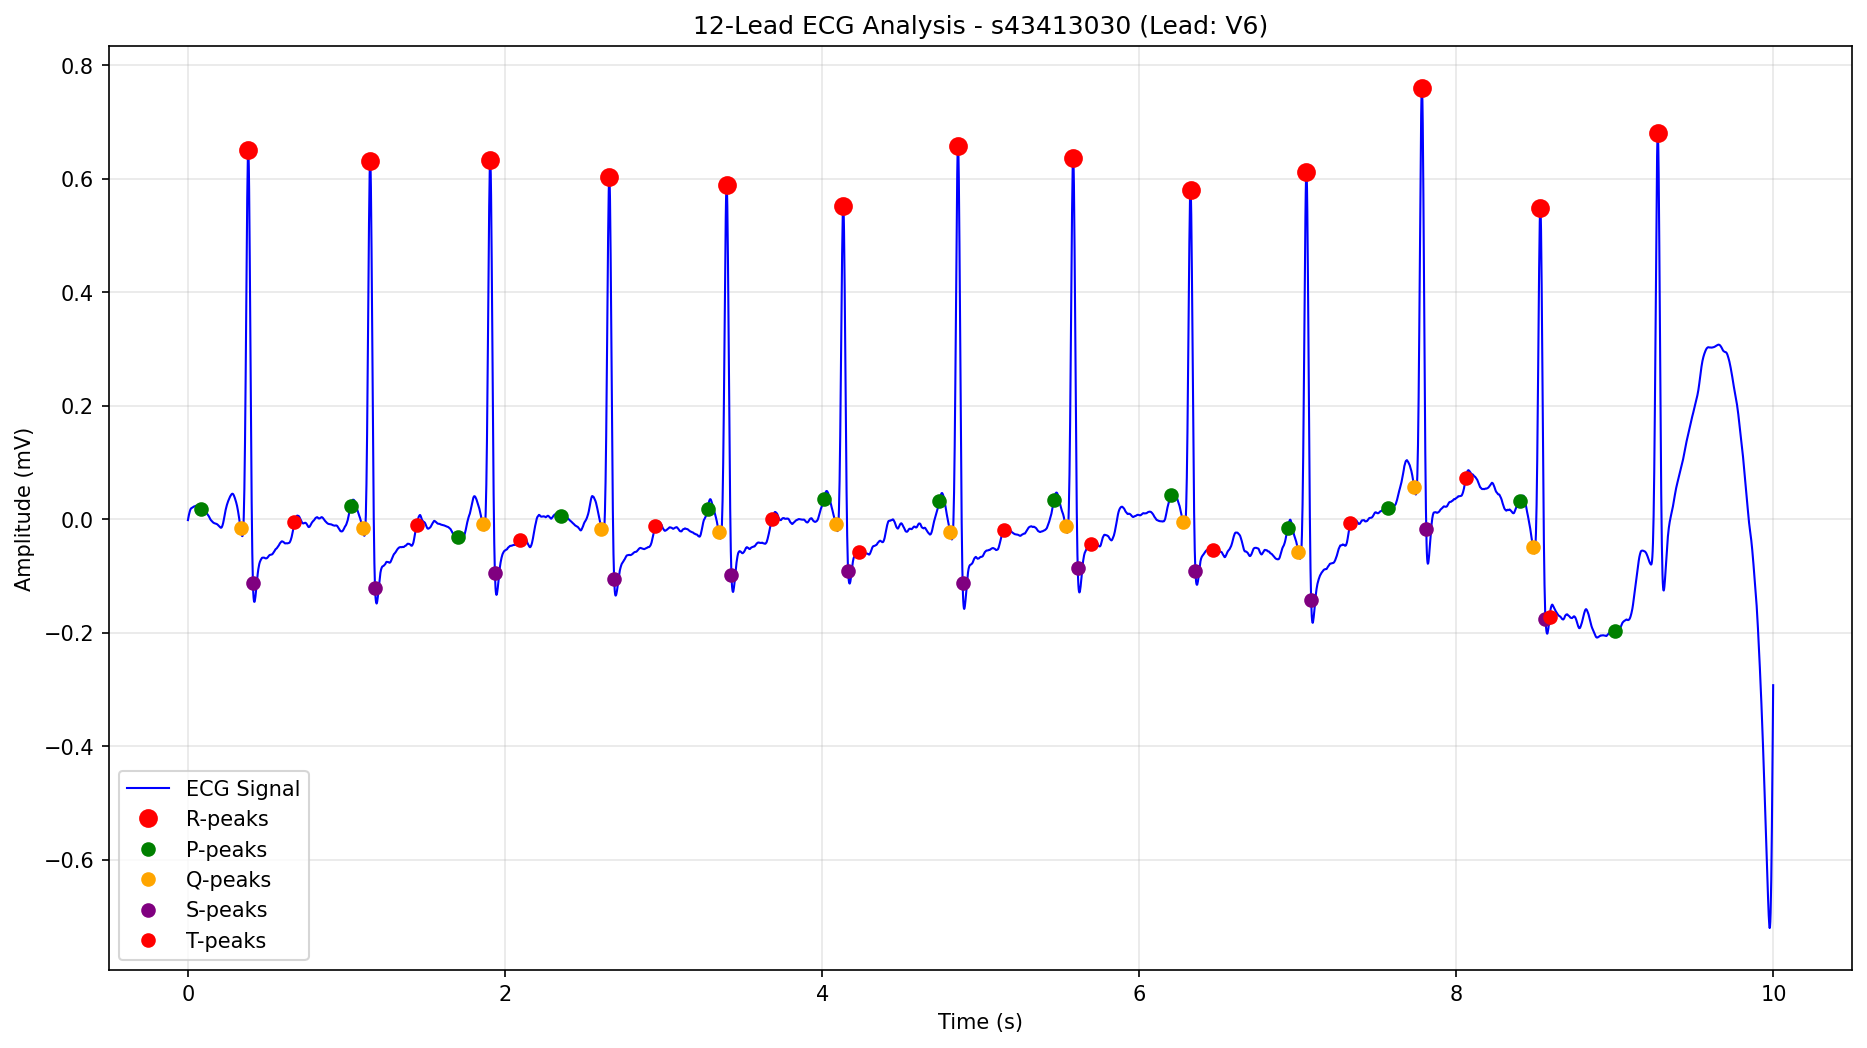 12-Lead ECG Analysis - s43413030 (Lead: V6)
Amplitude (mV)
0.8
0.6
0.4
0.2
0.0
−0.2
−0.4
−0.6
ECG Signal
R-peaks
P-peaks
Q-peaks
S-peaks
T-peaks
0 2 4 6 8 10
Time (s)